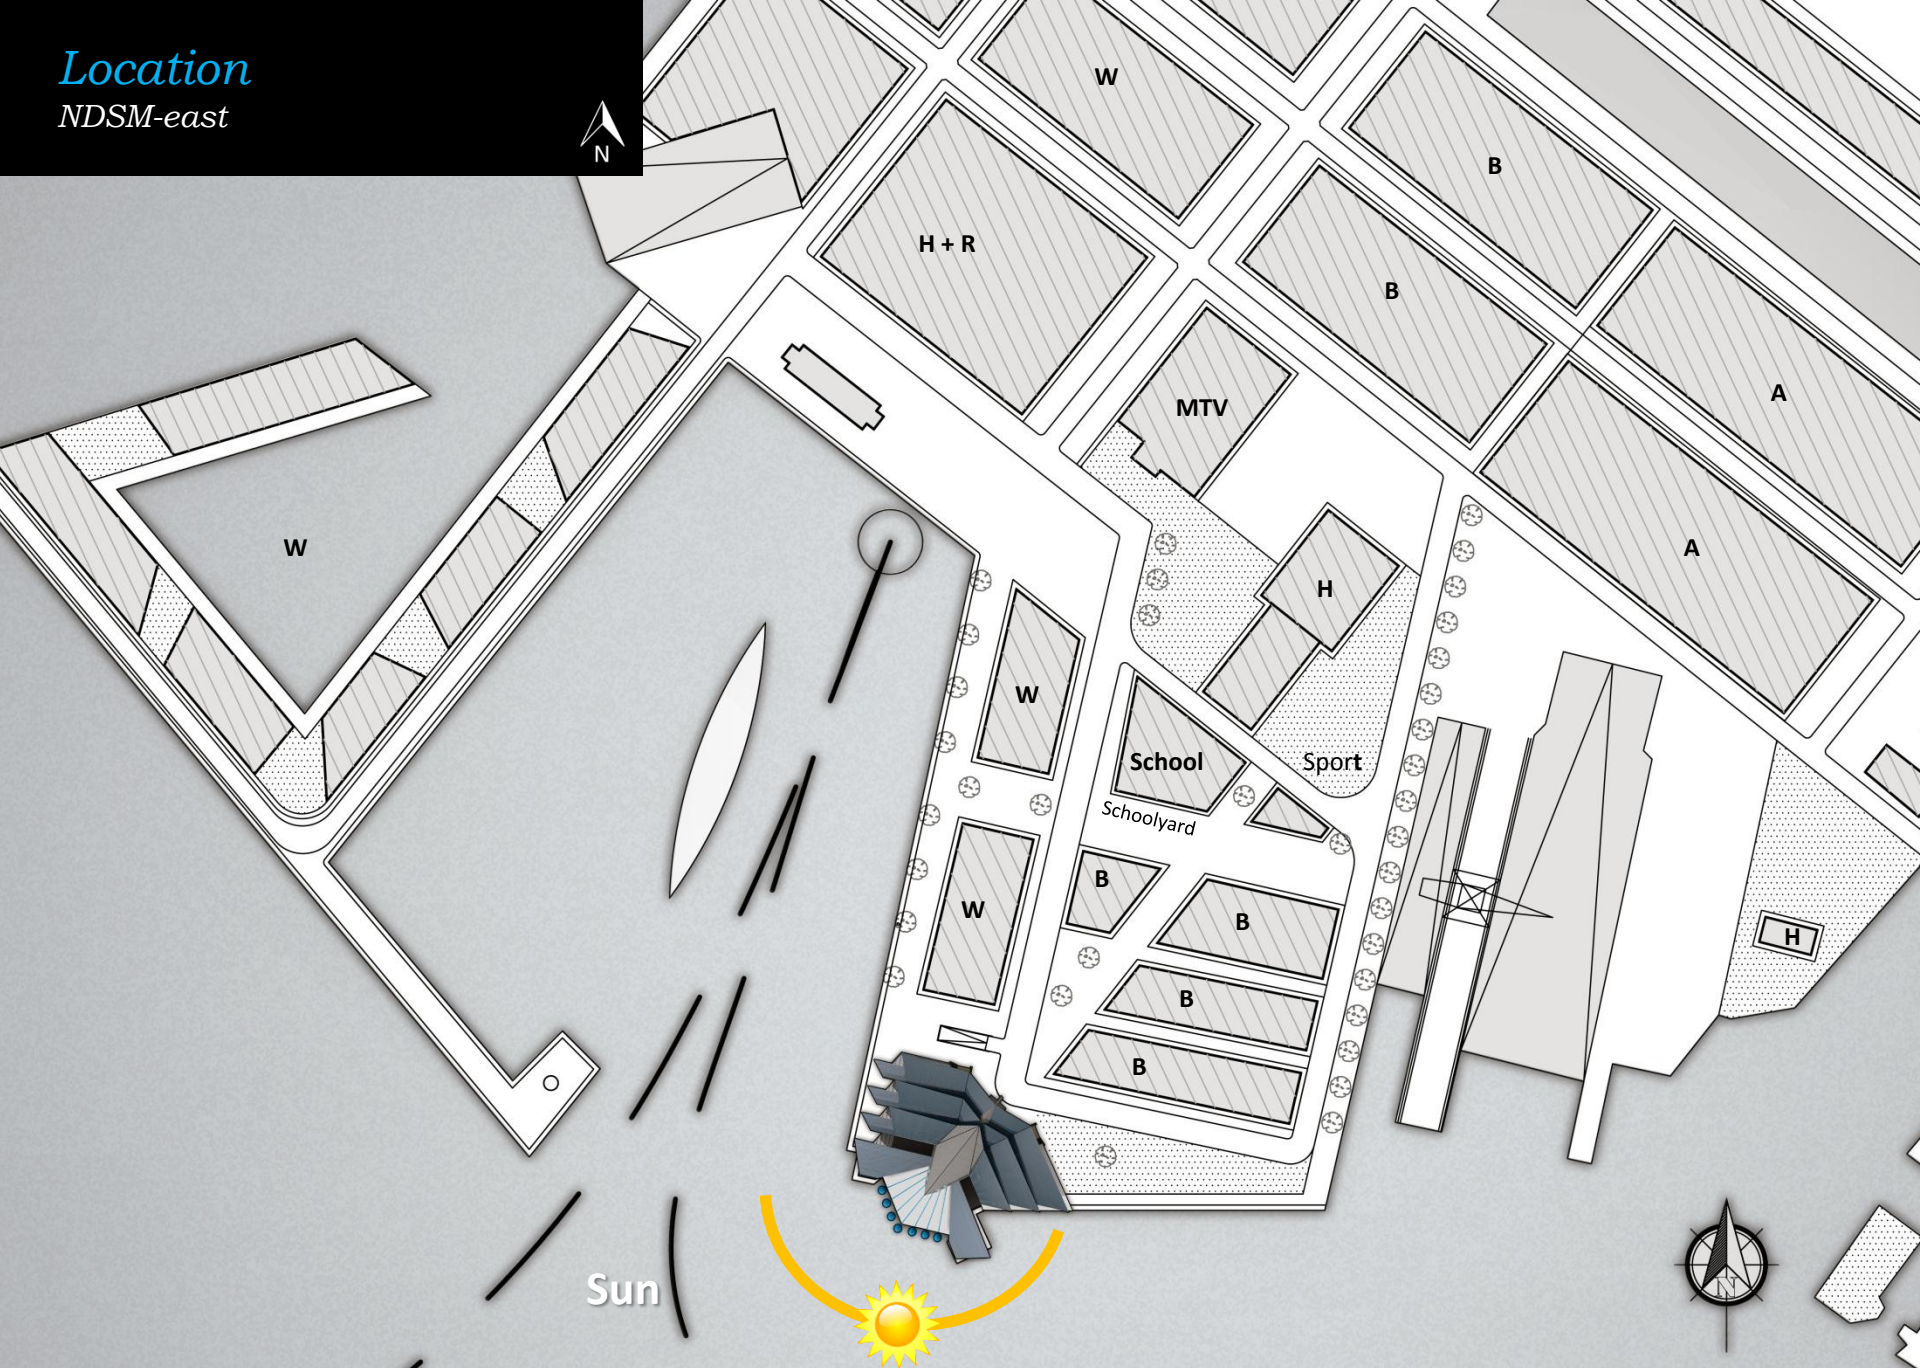 Location
NDSM-east
N
W
B
H + R
B
A
MTV
W
A
H
W
School
Sport
Schoolyard
B
W
B
H
B
B
Sun
N